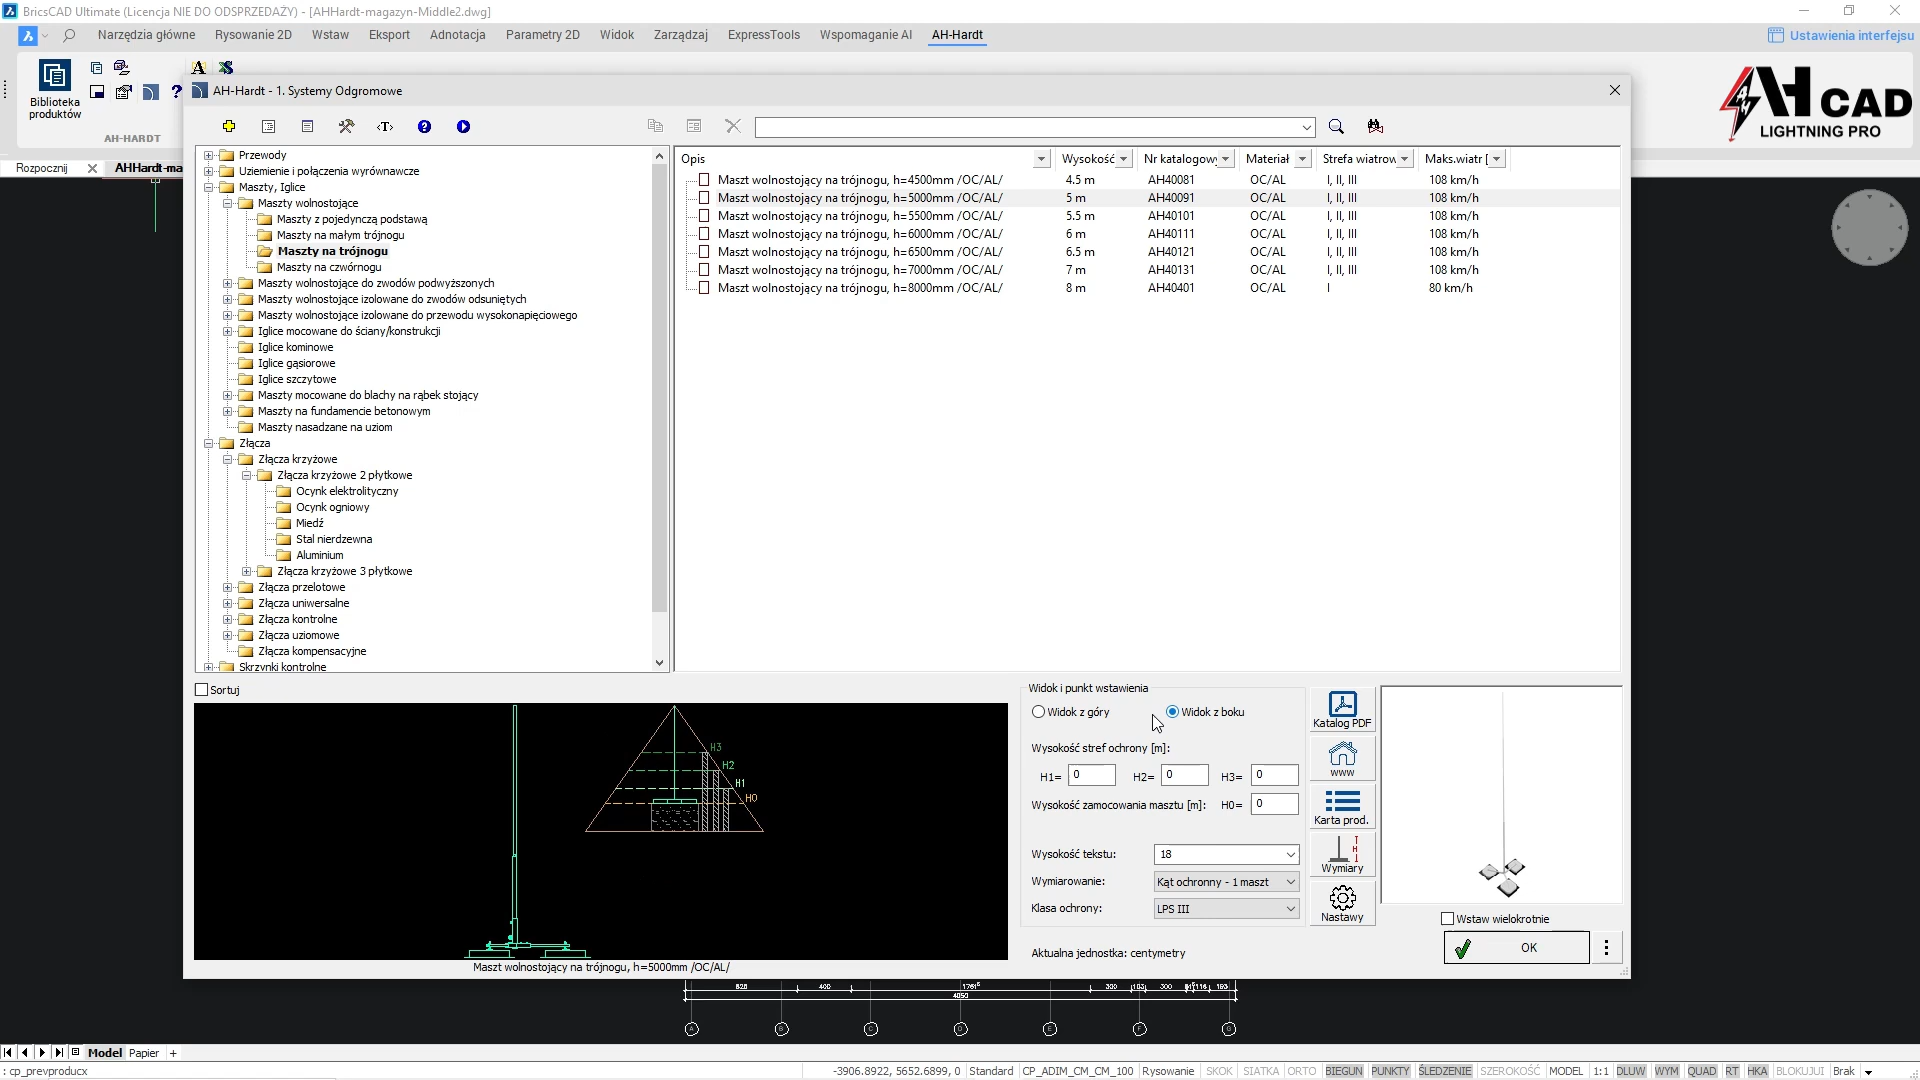 BricsCAD Ultimate (Licencja NIE DO ODSPRZEDAŻY) - [AHHardt-magazyn-Middle2.dwg]
Narzędzia główne Rysowanie 2D Wstaw Eksport Adnotacja Parametry 2D Widok Zarządzaj ExpressTools Wspomaganie AI AH-Hardt Ustawienia interfejsu
Biblioteka
produktów
AH-HARDT
AH CAD
LIGHTNING PRO
Rozpocznij AHHardt-ma
AH-Hardt - 1. Systemy Odgromowe
Przewody
Uziemienie i połączenia wyrównawcze
Maszty, Iglice
Maszty wolnostojące
Maszty z pojedynczą podstawą
Maszty na małym trójnogu
Maszty na trójnogu
Maszty na czwórnogu
Maszty wolnostojące do zwodów podwyższonych
Maszty wolnostojące izolowane do zwodów odsuniętych
Maszty wolnostojące izolowane do przewodu wysokonapięciowego
Iglice mocowane do ściany/konstrukcji
Iglice kominowe
Iglice gąsiorowe
Iglice szczytowe
Maszty mocowane do blachy na rąbek stojący
Maszty na fundamencie betonowym
Maszty nasadzane na uziom
Złącza
Złącza krzyżowe
Złącza krzyżowe 2 płytkowe
Ocynk elektrolityczny
Ocynk ogniowy
Miedź
Stal nierdzewna
Aluminium
Złącza krzyżowe 3 płytkowe
Złącza przelotowe
Złącza uniwersalne
Złącza kontrolne
Złącza uziomowe
Złącza kompensacyjne
Skrzynki kontrolne
Opis Wysokość Nr katalogowy Materiał Strefa wiatrow Maks.wiatr [
Maszt wolnostojący na trójnogu, h=4500mm /OC/AL/ 4.5 m AH40081 OC/AL I, II, III 108 km/h
Maszt wolnostojący na trójnogu, h=5000mm /OC/AL/ 5 m AH40091 OC/AL I, II, III 108 km/h
Maszt wolnostojący na trójnogu, h=5500mm /OC/AL/ 5.5 m AH40101 OC/AL I, II, III 108 km/h
Maszt wolnostojący na trójnogu, h=6000mm /OC/AL/ 6 m AH40111 OC/AL I, II, III 108 km/h
Maszt wolnostojący na trójnogu, h=6500mm /OC/AL/ 6.5 m AH40121 OC/AL I, II, III 108 km/h
Maszt wolnostojący na trójnogu, h=7000mm /OC/AL/ 7 m AH40131 OC/AL I, II, III 108 km/h
Maszt wolnostojący na trójnogu, h=8000mm /OC/AL/ 8 m AH40401 OC/AL I 80 km/h
Sortuj
H3
H2
H1
H0
Maszt wolnostojący na trójnogu, h=5000mm /OC/AL/
Widok i punkt wstawienia
Widok z góry Widok z boku
Wysokość stref ochrony [m]:
H1= 0 H2= 0 H3= 0
Wysokość zamocowania masztu [m]: H0= 0
Wysokość tekstu: 18
Wymiarowanie: Kąt ochronny - 1 maszt
Klasa ochrony: LPS III
Aktualna jednostka: centymetry
Katalog PDF
www
Karta prod.
Wymiary
Nastawy
Wstaw wielokrotnie
OK
400 300 300
4050
Model Papier +
: cp_prevproducx
-3906.8922, 5652.6899, 0 Standard CP_ADIM_CM_CM_100 Rysowanie SKOK SIATKA ORTO BIEGUN PUNKTY ŚLEDZENIE SZEROKOŚĆ MODEL 1:1 DLUW WYM QUAD RT HKA BLOKUJUI Brak